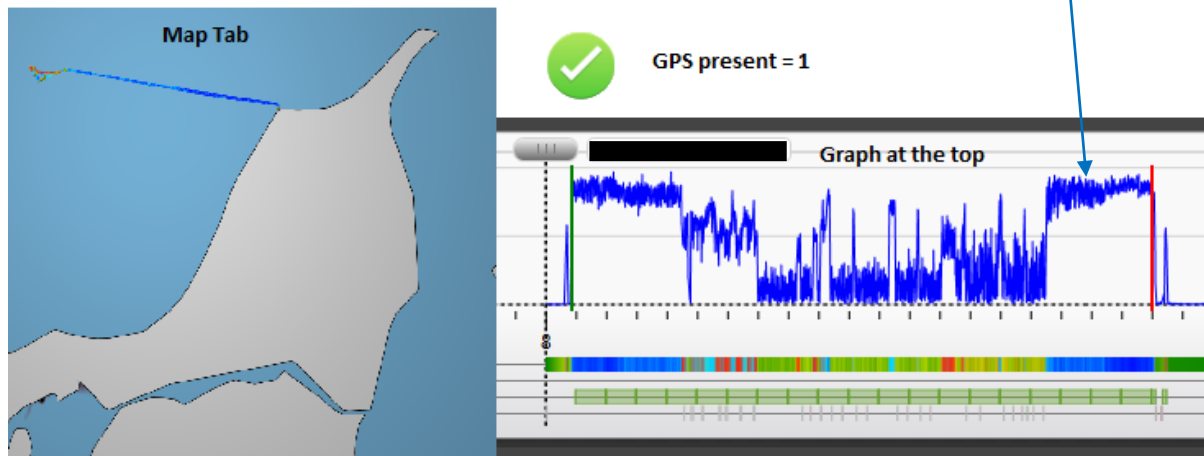 Map Tab
GPS present = 1
Graph at the top